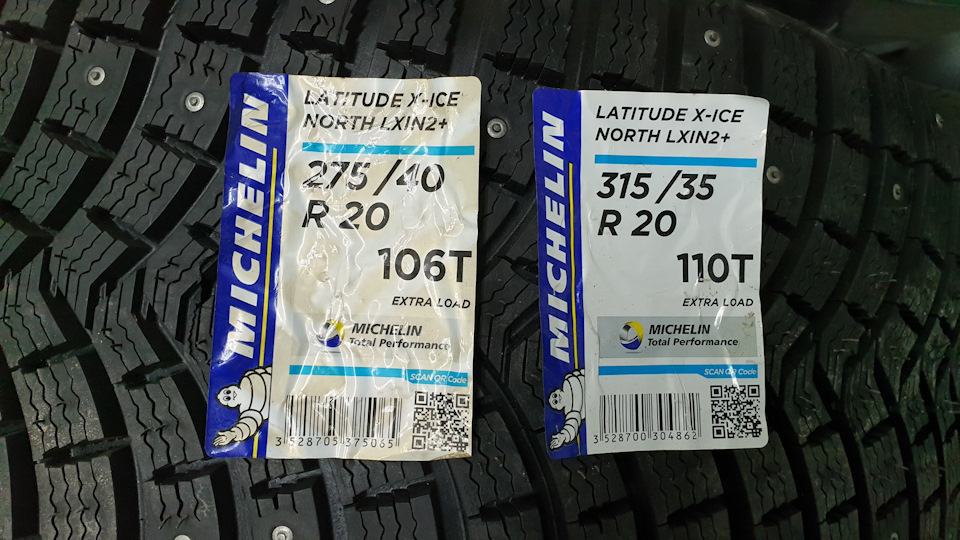 MICHELIN
LATITUDE X-ICE
NORTH LXIN2+
275/40
R 20
106T
EXTRA LOAD
MICHELIN
Total Performance
SCAN QR Code
3 528705 375065
MICHELIN
LATITUDE X-ICE
NORTH LXIN2+
315/35
R 20
110T
EXTRA LOAD
MICHELIN
Total Performance
SCAN QR Code
3 528700 304862